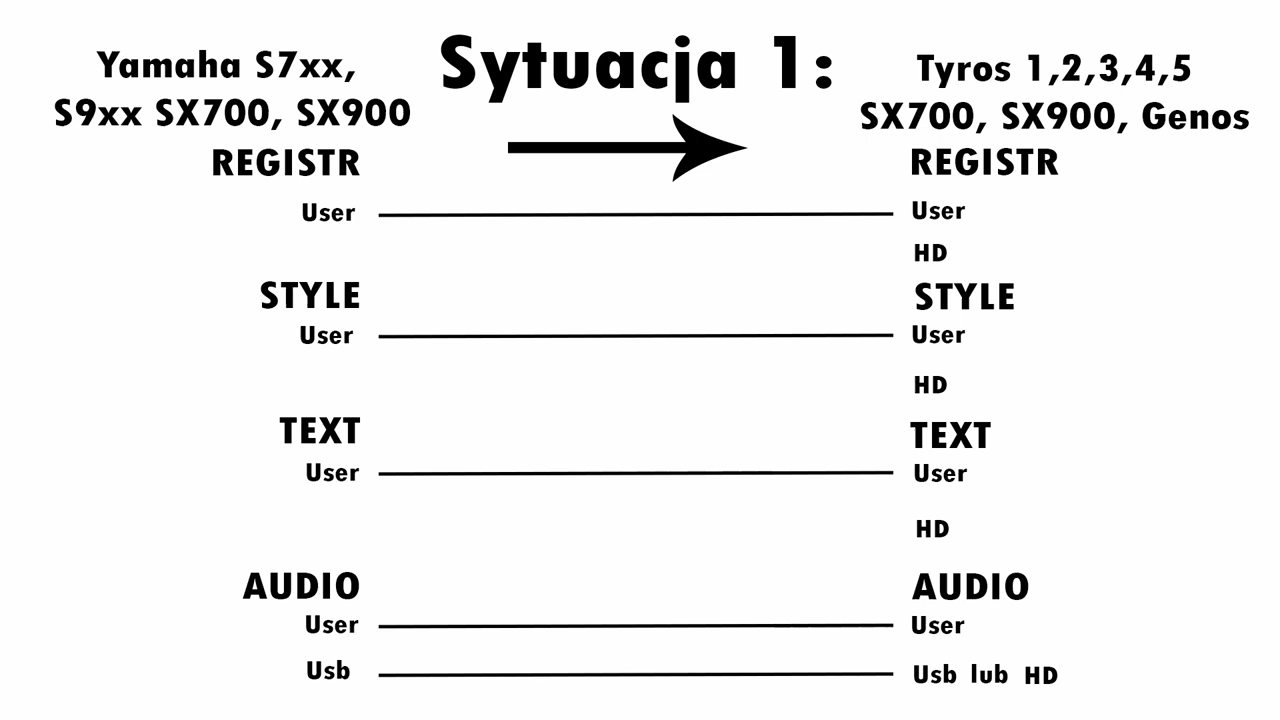 Sytuacja 1:
Yamaha S7xx,
S9xx SX700, SX900
REGISTR
User
STYLE
User
TEXT
User
AUDIO
User
Usb
Tyros 1,2,3,4,5
SX700, SX900, Genos
REGISTR
User
HD
STYLE
User
HD
TEXT
User
HD
AUDIO
User
Usb lub HD